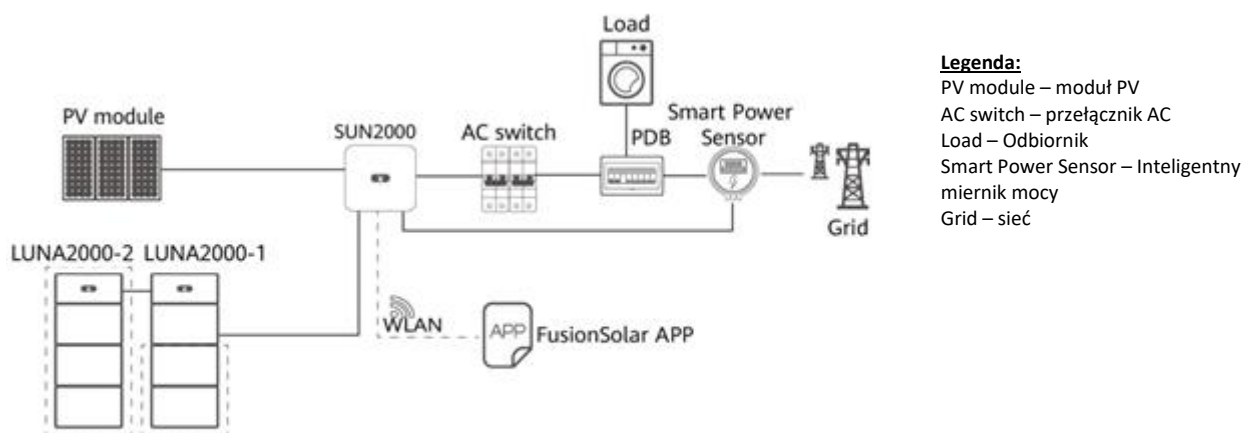 Load
PV module
SUN2000
AC switch
PDB
Smart Power
Sensor
Grid
LUNA2000-2 LUNA2000-1
WLAN
APP
FusionSolar APP
Legenda:
PV module – moduł PV
AC switch – przełącznik AC
Load – Odbiornik
Smart Power Sensor – Inteligentny
miernik mocy
Grid – sieć